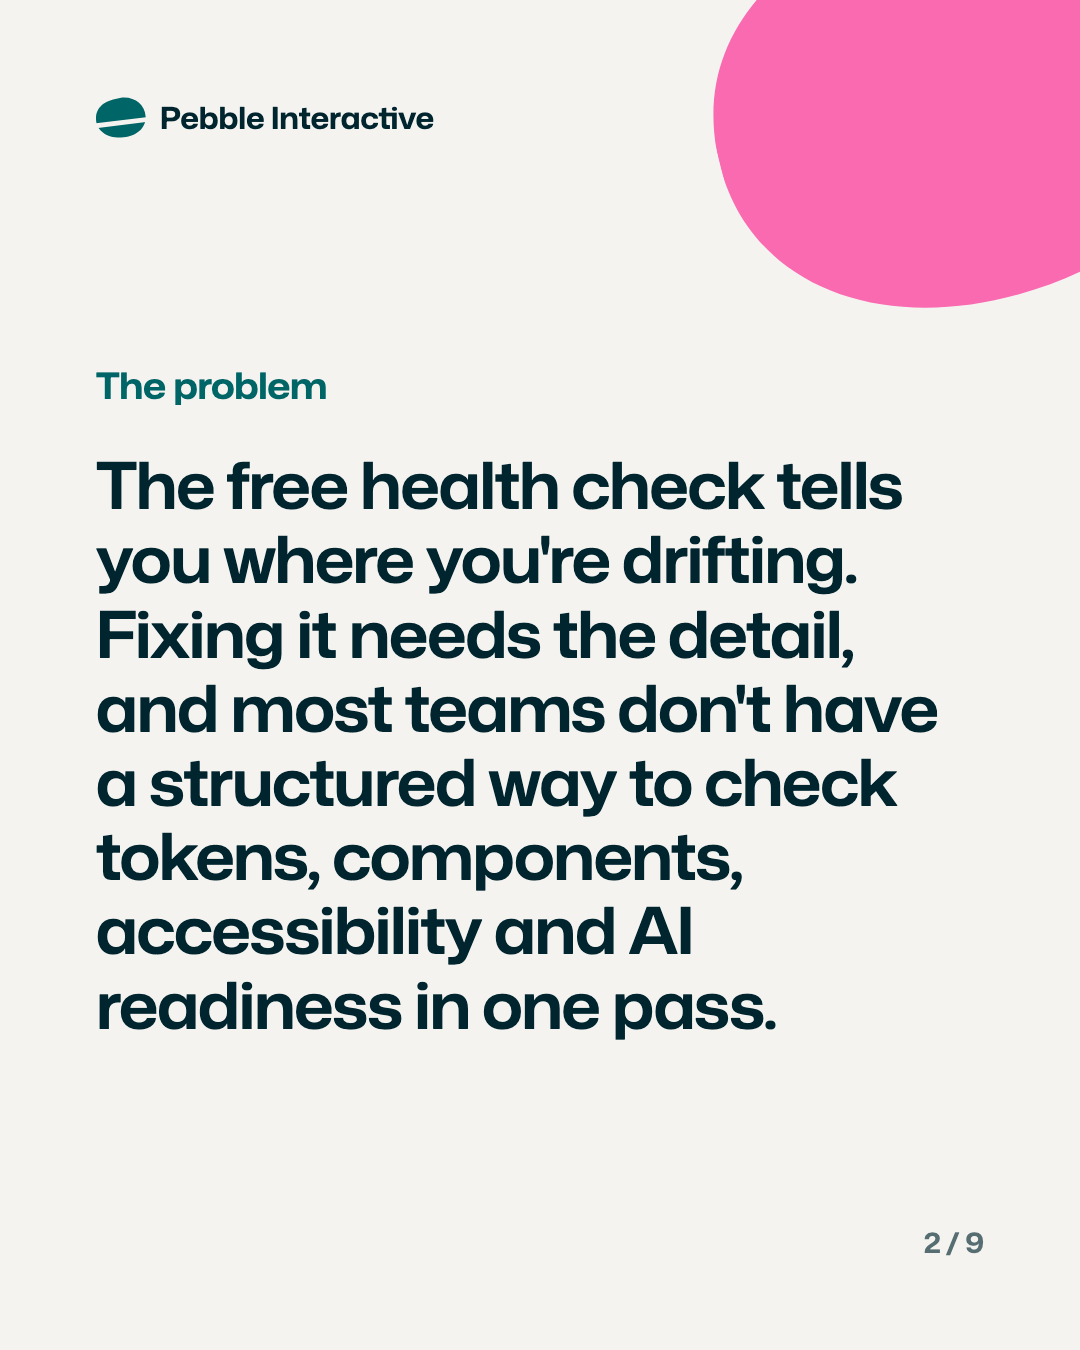 Pebble Interactive
The problem
The free health check tells
you where you're drifting.
Fixing it needs the detail,
and most teams don't have
a structured way to check
tokens, components,
accessibility and AI
readiness in one pass.
2 / 9